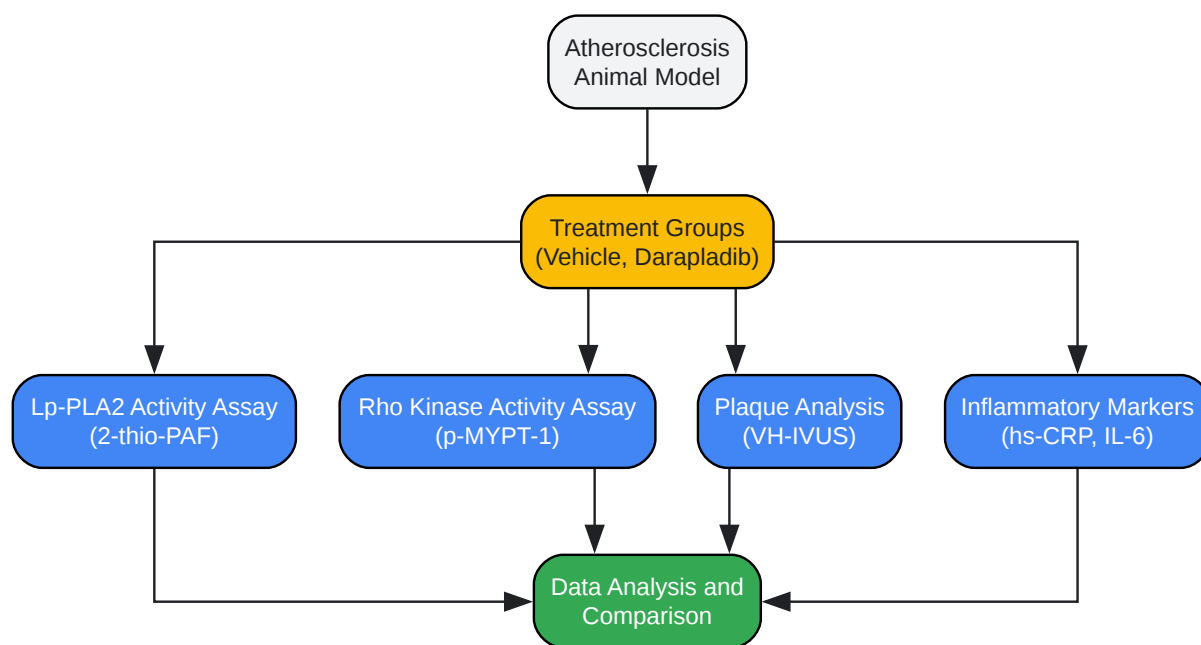 Atherosclerosis
Animal Model
Treatment Groups
(Vehicle, Darapladib)
Lp-PLA2 Activity Assay
(2-thio-PAF)
Rho Kinase Activity Assay
(p-MYPT-1)
Plaque Analysis
(VH-IVUS)
Inflammatory Markers
(hs-CRP, IL-6)
Data Analysis and
Comparison